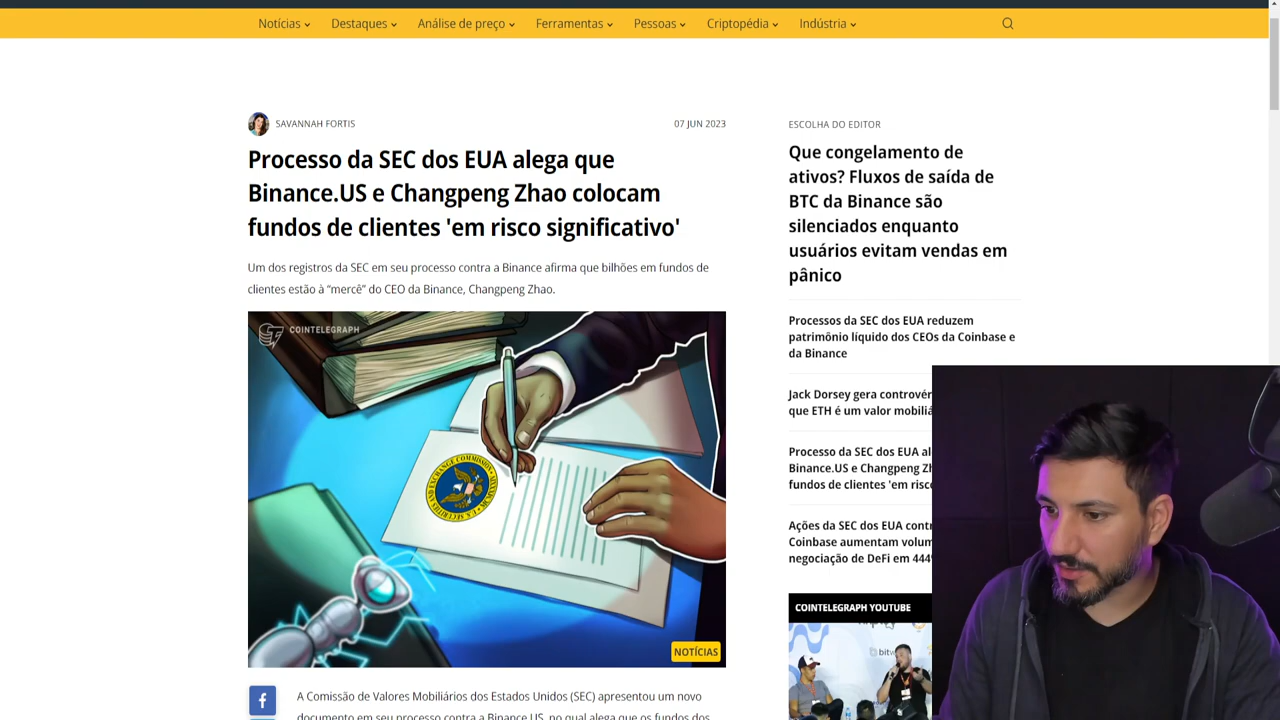 Notícias Destaques Análise de preço Ferramentas Pessoas Criptopédia Indústria
SAVANNAH FORTIS
07 JUN 2023
Processo da SEC dos EUA alega que
Binance.US e Changpeng Zhao colocam
fundos de clientes 'em risco significativo'
Um dos registros da SEC em seu processo contra a Binance afirma que bilhões em fundos de
clientes estão à “mercê” do CEO da Binance, Changpeng Zhao.
COINTELEGRAPH
U.S. SECURITIES AND EXCHANGE COMMISSION
NOTÍCIAS
A Comissão de Valores Mobiliários dos Estados Unidos (SEC) apresentou um novo
documento em seu processo contra a Binance.US, no qual alega que os fundos dos
ESCOLHA DO EDITOR
Que congelamento de
ativos? Fluxos de saída de
BTC da Binance são
silenciados enquanto
usuários evitam vendas em
pânico
Processos da SEC dos EUA reduzem
patrimônio líquido dos CEOs da Coinbase e
da Binance
Jack Dorsey gera controvér
que ETH é um valor mobiliá
Processo da SEC dos EUA al
Binance.US e Changpeng Zh
fundos de clientes 'em risc
Ações da SEC dos EUA contr
Coinbase aumentam volum
negociação de DeFi em 444
COINTELEGRAPH YOUTUBE